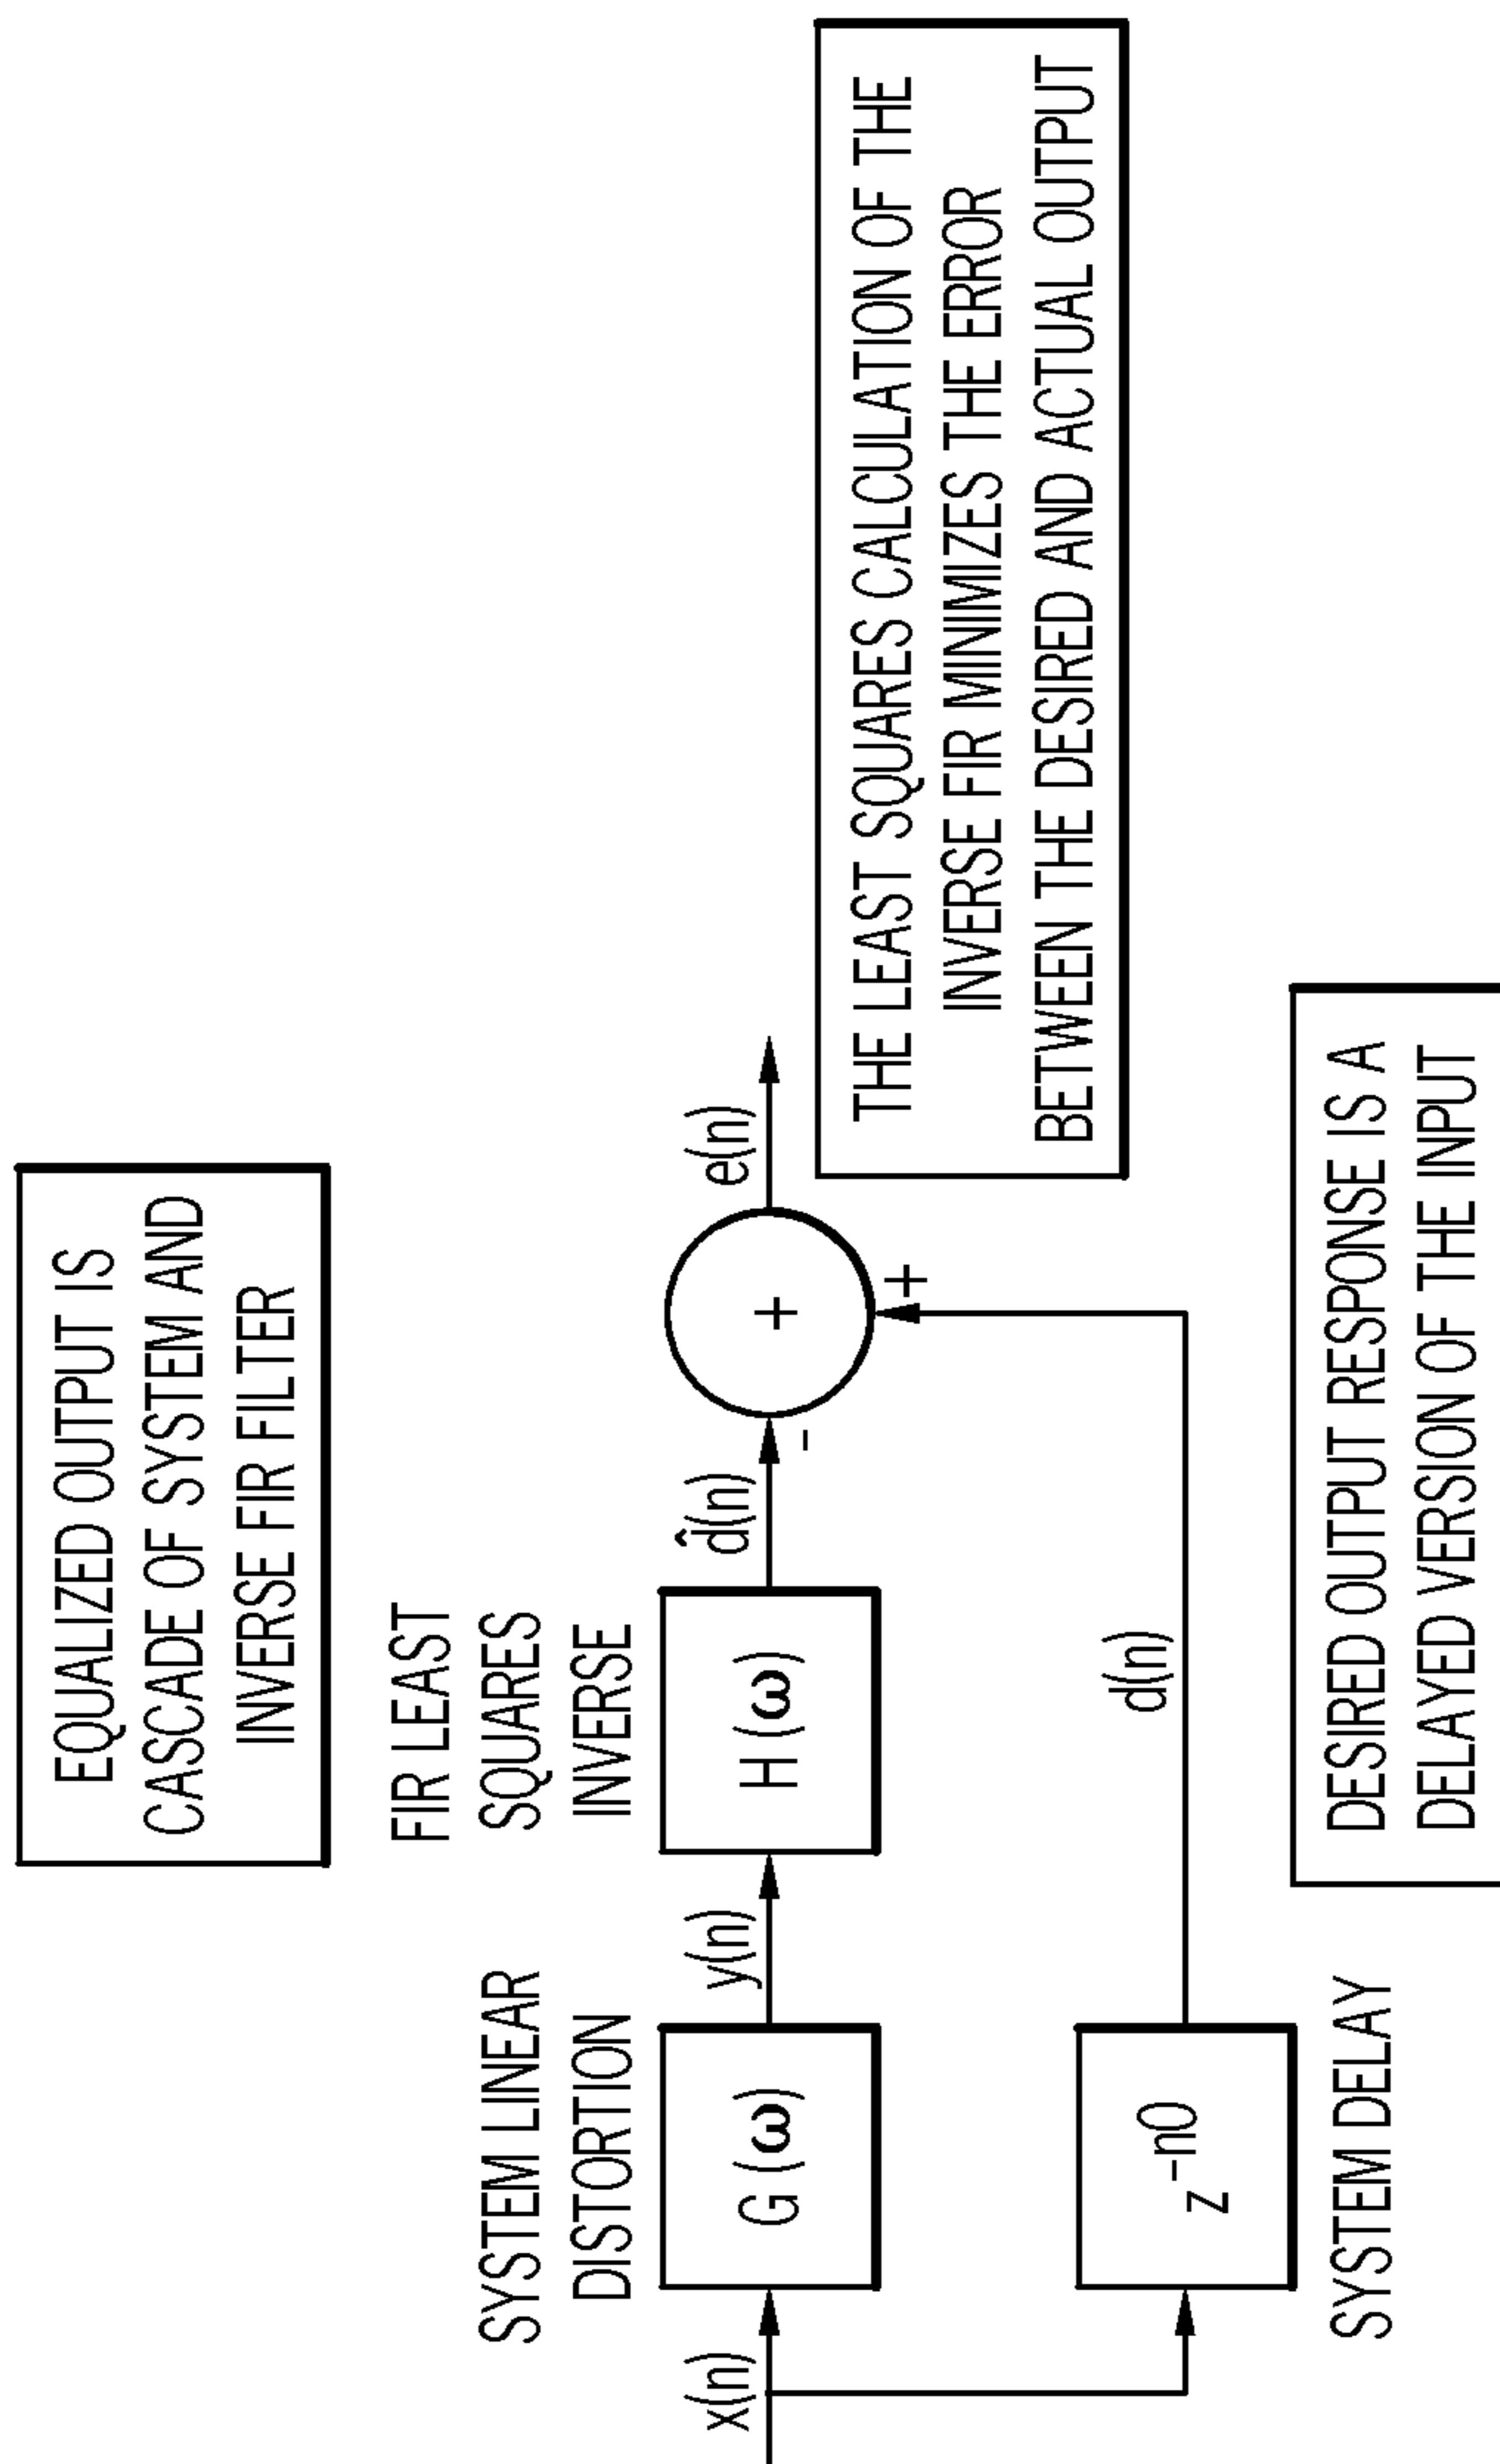 EQUALIZED OUTPUT IS
CASCADE OF SYSTEM AND
INVERSE FIR FILTER
FIR LEAST
SQUARES
INVERSE
SYSTEM LINEAR
DISTORTION
x(n)
G(ω)
y(n)
H(ω)
d̂(n)
-
+
e(n)
+
THE LEAST SQUARES CALCULATION OF THE
INVERSE FIR MINIMIZES THE ERROR
BETWEEN THE DESIRED AND ACTUAL OUTPUT
z⁻ⁿ⁰
d(n)
SYSTEM DELAY
DESIRED OUTPUT RESPONSE IS A
DELAYED VERSION OF THE INPUT